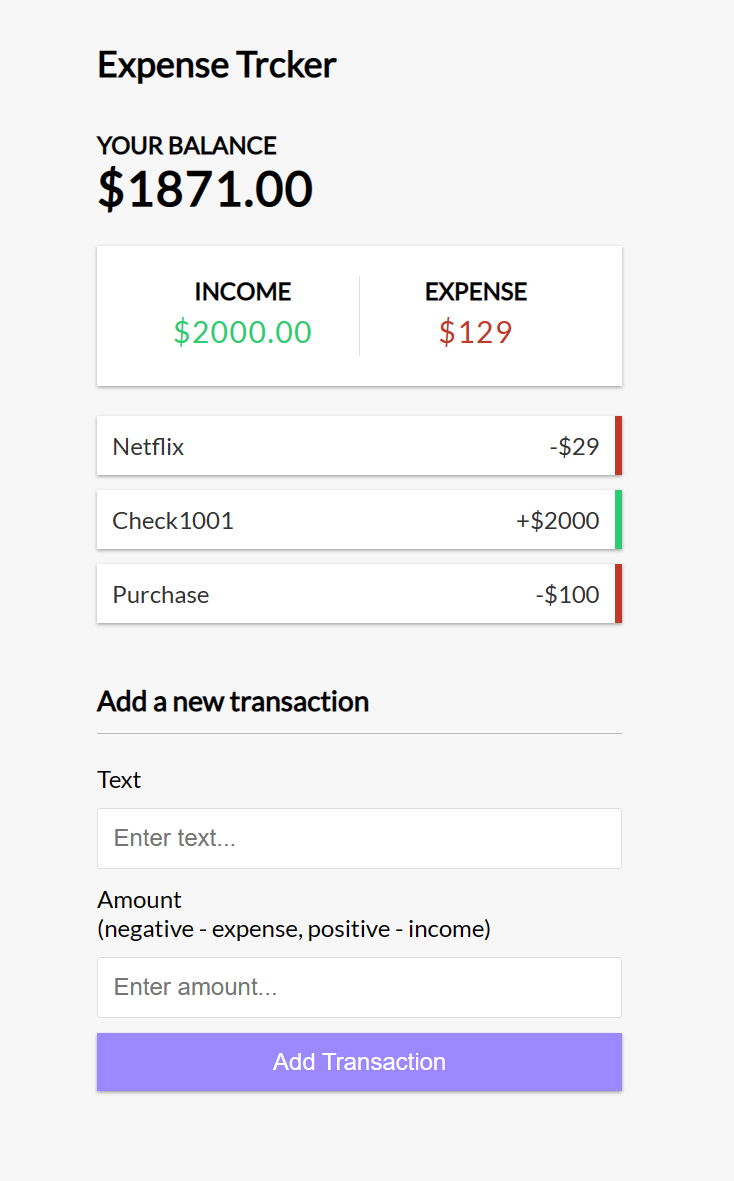 Expense Trcker
YOUR BALANCE
$1871.00
INCOME EXPENSE
$2000.00 $129
Netflix -$29
Check1001 +$2000
Purchase -$100
Add a new transaction
Text
Enter text...
Amount
(negative - expense, positive - income)
Enter amount...
Add Transaction